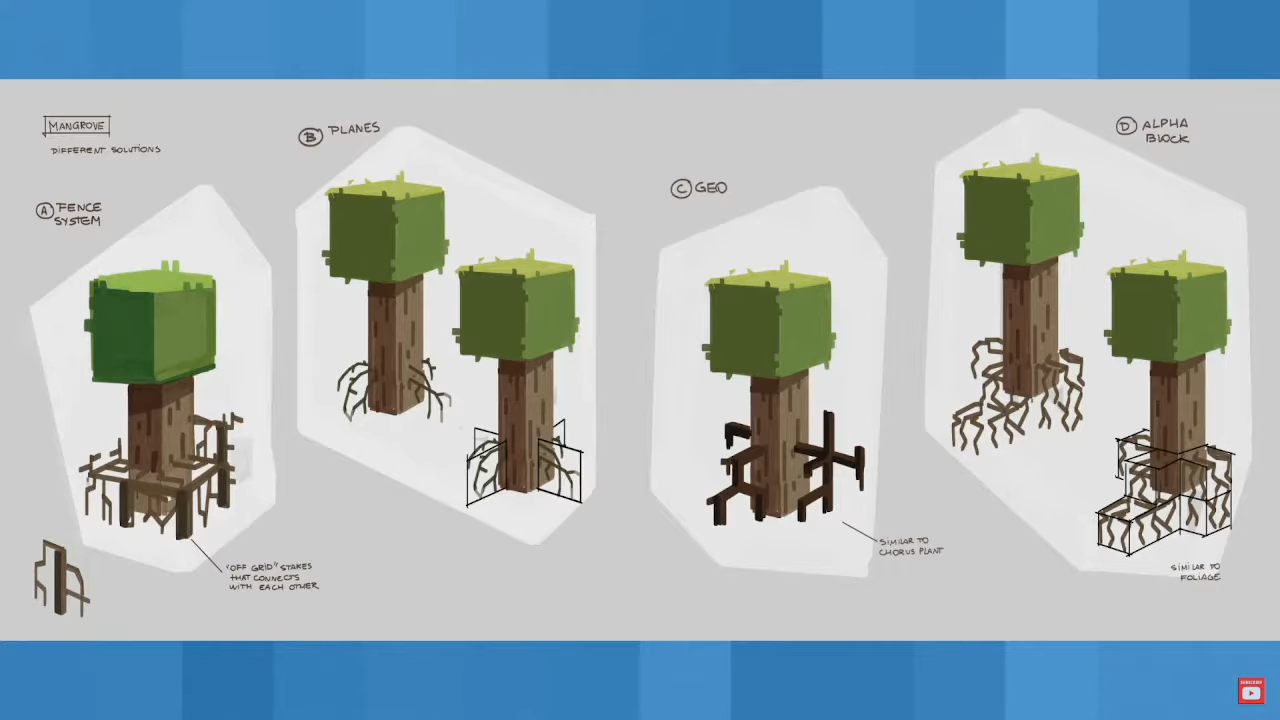 MANGROVE
DIFFERENT SOLUTIONS
A FENCE
SYSTEM
"OFF GRID" STAKES
THAT CONNECTS
WITH EACH OTHER
B PLANES
C GEO
SIMILAR TO
CHORUS PLANT
D ALPHA
BLOCK
SIMILAR TO
FOLIAGE
SUBSCRIBE